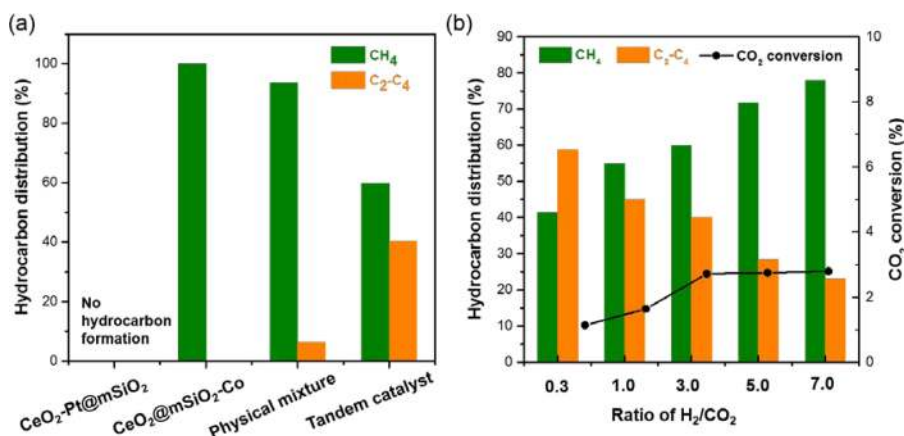 (a)
Hydrocarbon distribution (%)
100
80
60
40
20
0
CH₄
C₂-C₄
No
hydrocarbon
formation
CeO₂-Pt@mSiO₂
CeO₂@mSiO₂-Co
Physical mixture
Tandem catalyst
(b)
Hydrocarbon distribution (%)
90
80
70
60
50
40
30
20
10
0
CH₄
C₂-C₄
CO₂ conversion
0.3
1.0
3.0
5.0
7.0
Ratio of H₂/CO₂
10
8
6
4
2
0
CO₂ conversion (%)